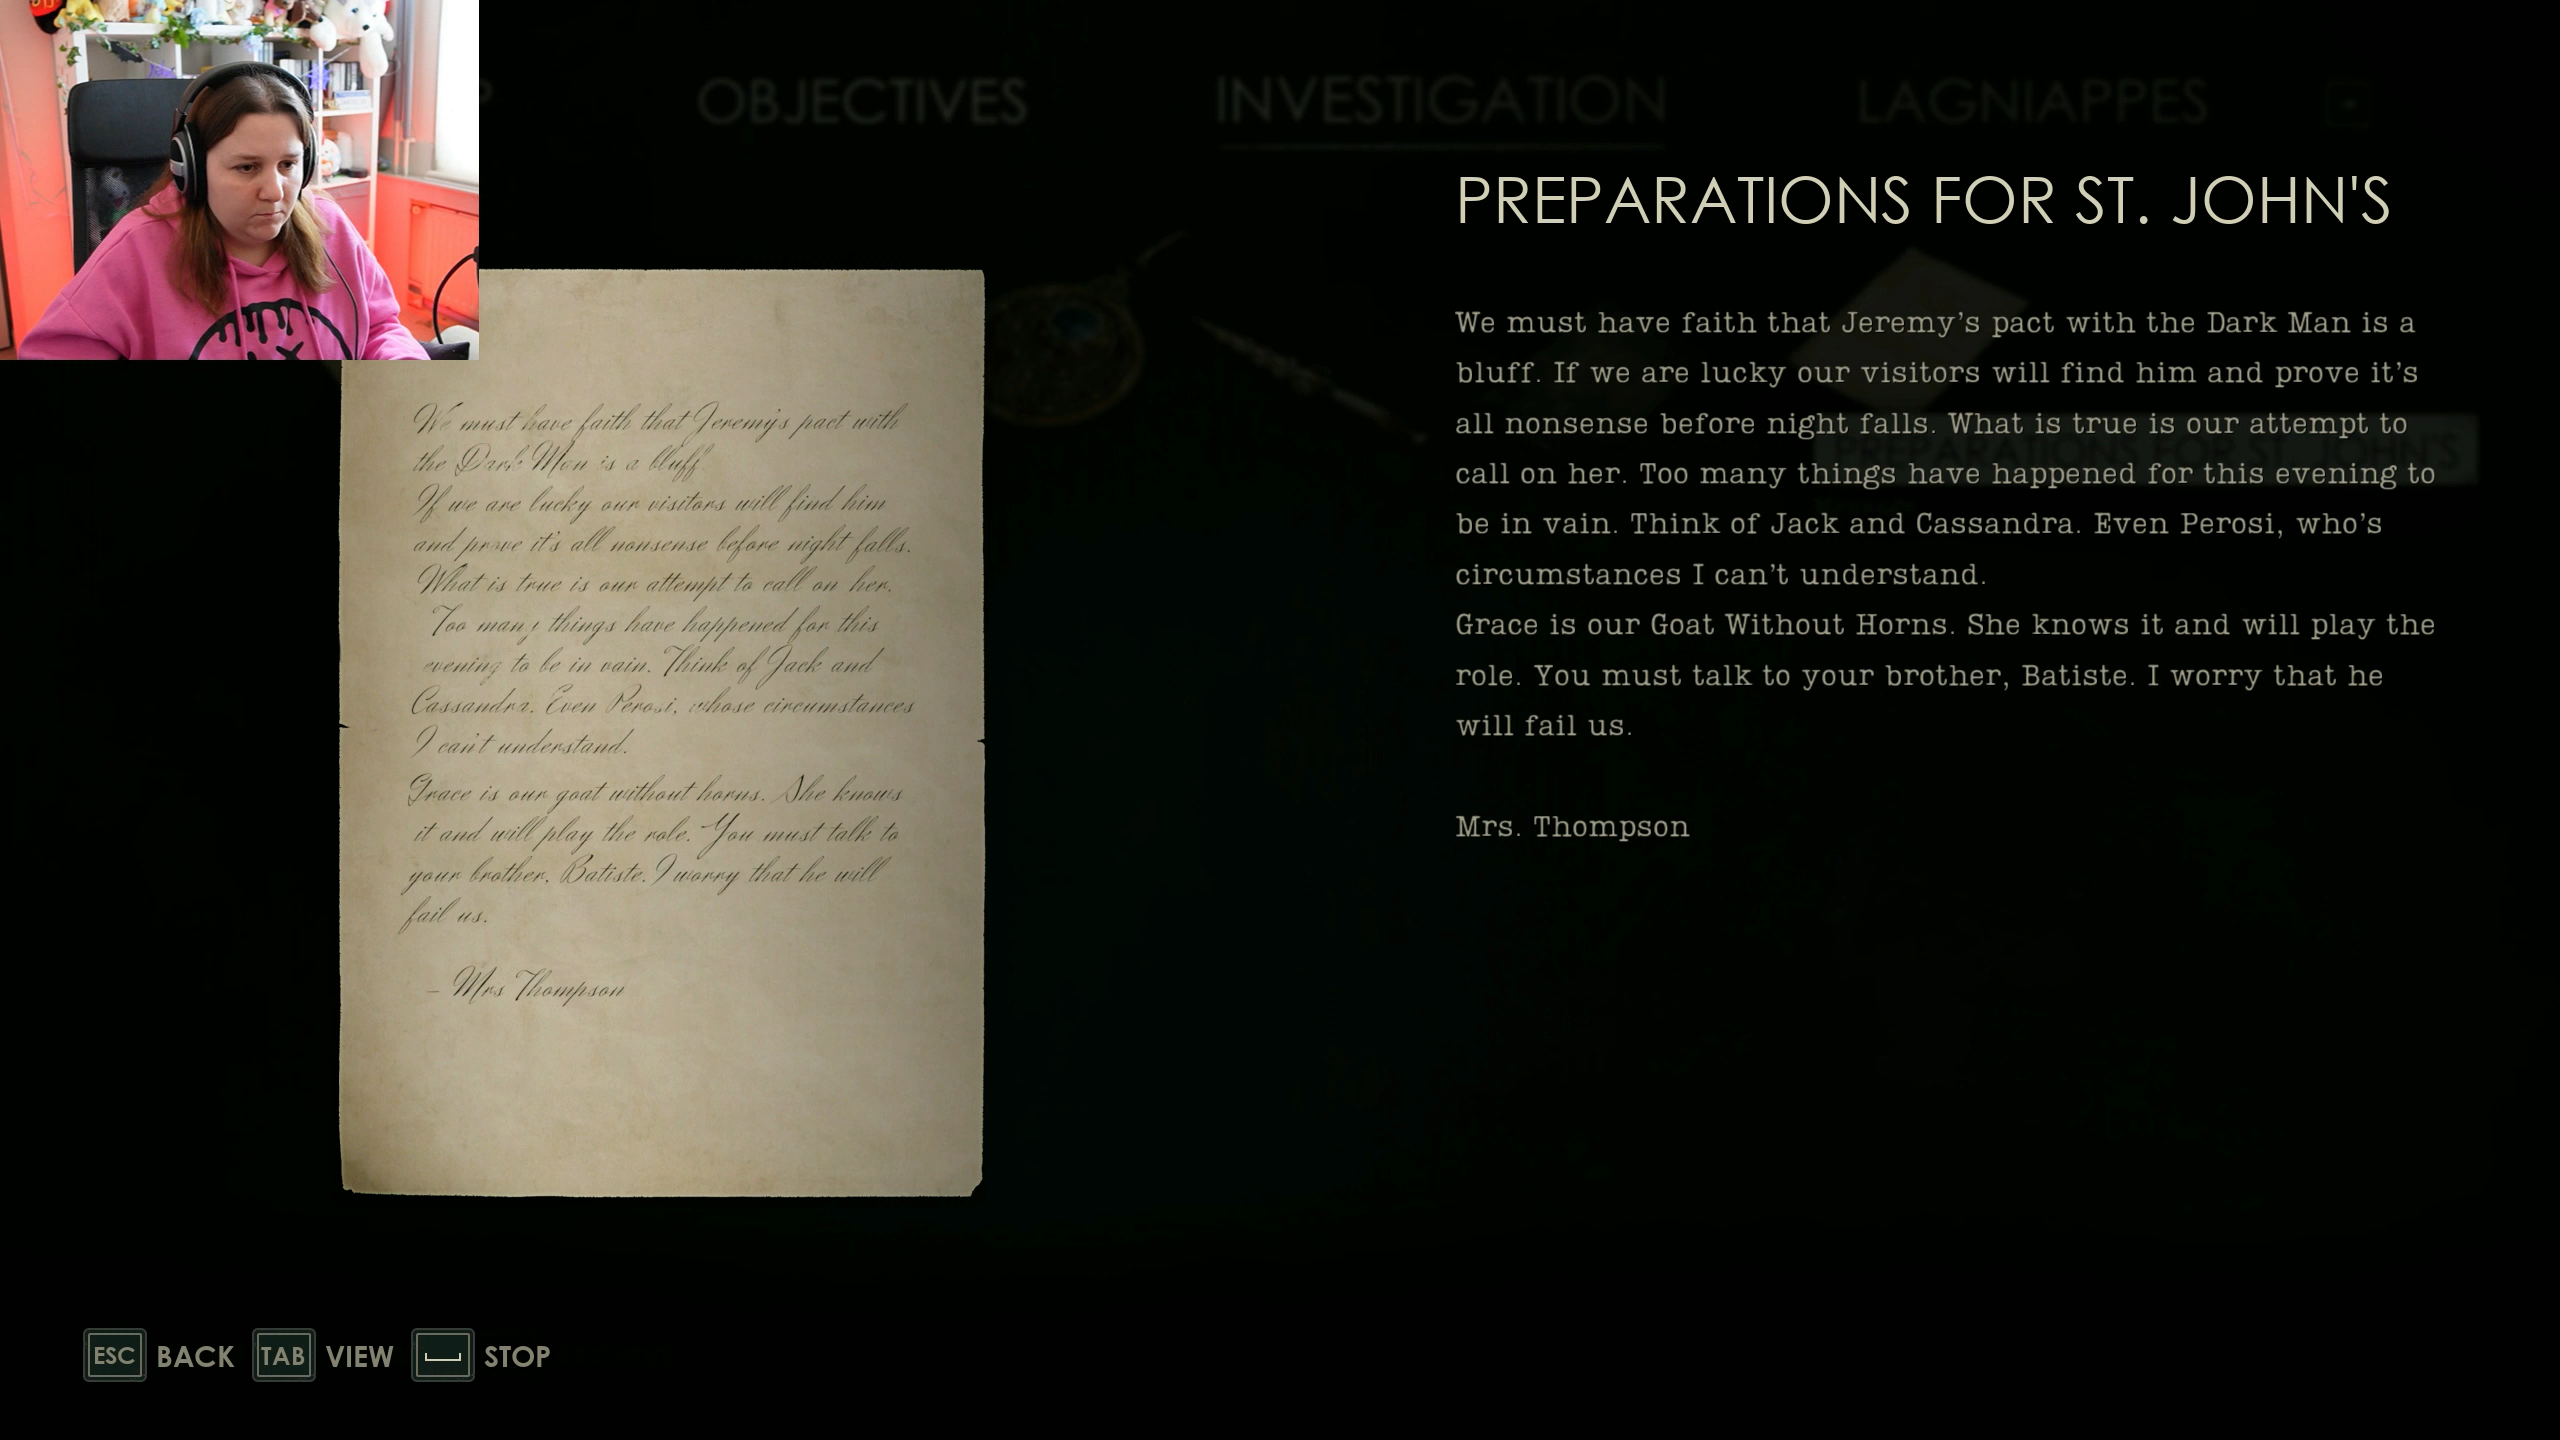 OBJECTIVES
INVESTIGATION
LAGNIAPPES
PREPARATIONS FOR ST. JOHN'S
We must have faith that Jeremy's pact with
the Dark Man is a bluff.
If we are lucky our visitors will find him
and prove it's all nonsense before night falls.
What is true is our attempt to call on her.
Too many things have happened for this
evening to be in vain. Think of Jack and
Cassandra. Even Perosi, whose circumstances
I can't understand.
Grace is our goat without horns. She knows
it and will play the role. You must talk to
your brother, Batiste. I worry that he will
fail us.
– Mrs Thompson
We must have faith that Jeremy’s pact with the Dark Man is a
bluff. If we are lucky our visitors will find him and prove it’s
all nonsense before night falls. What is true is our attempt to
call on her. Too many things have happened for this evening to
be in vain. Think of Jack and Cassandra. Even Perosi, who’s
circumstances I can’t understand.
Grace is our Goat Without Horns. She knows it and will play the
role. You must talk to your brother, Batiste. I worry that he
will fail us.
Mrs. Thompson
PREPARATIONS FOR ST. JOHN'S
ESC BACK TAB VIEW STOP